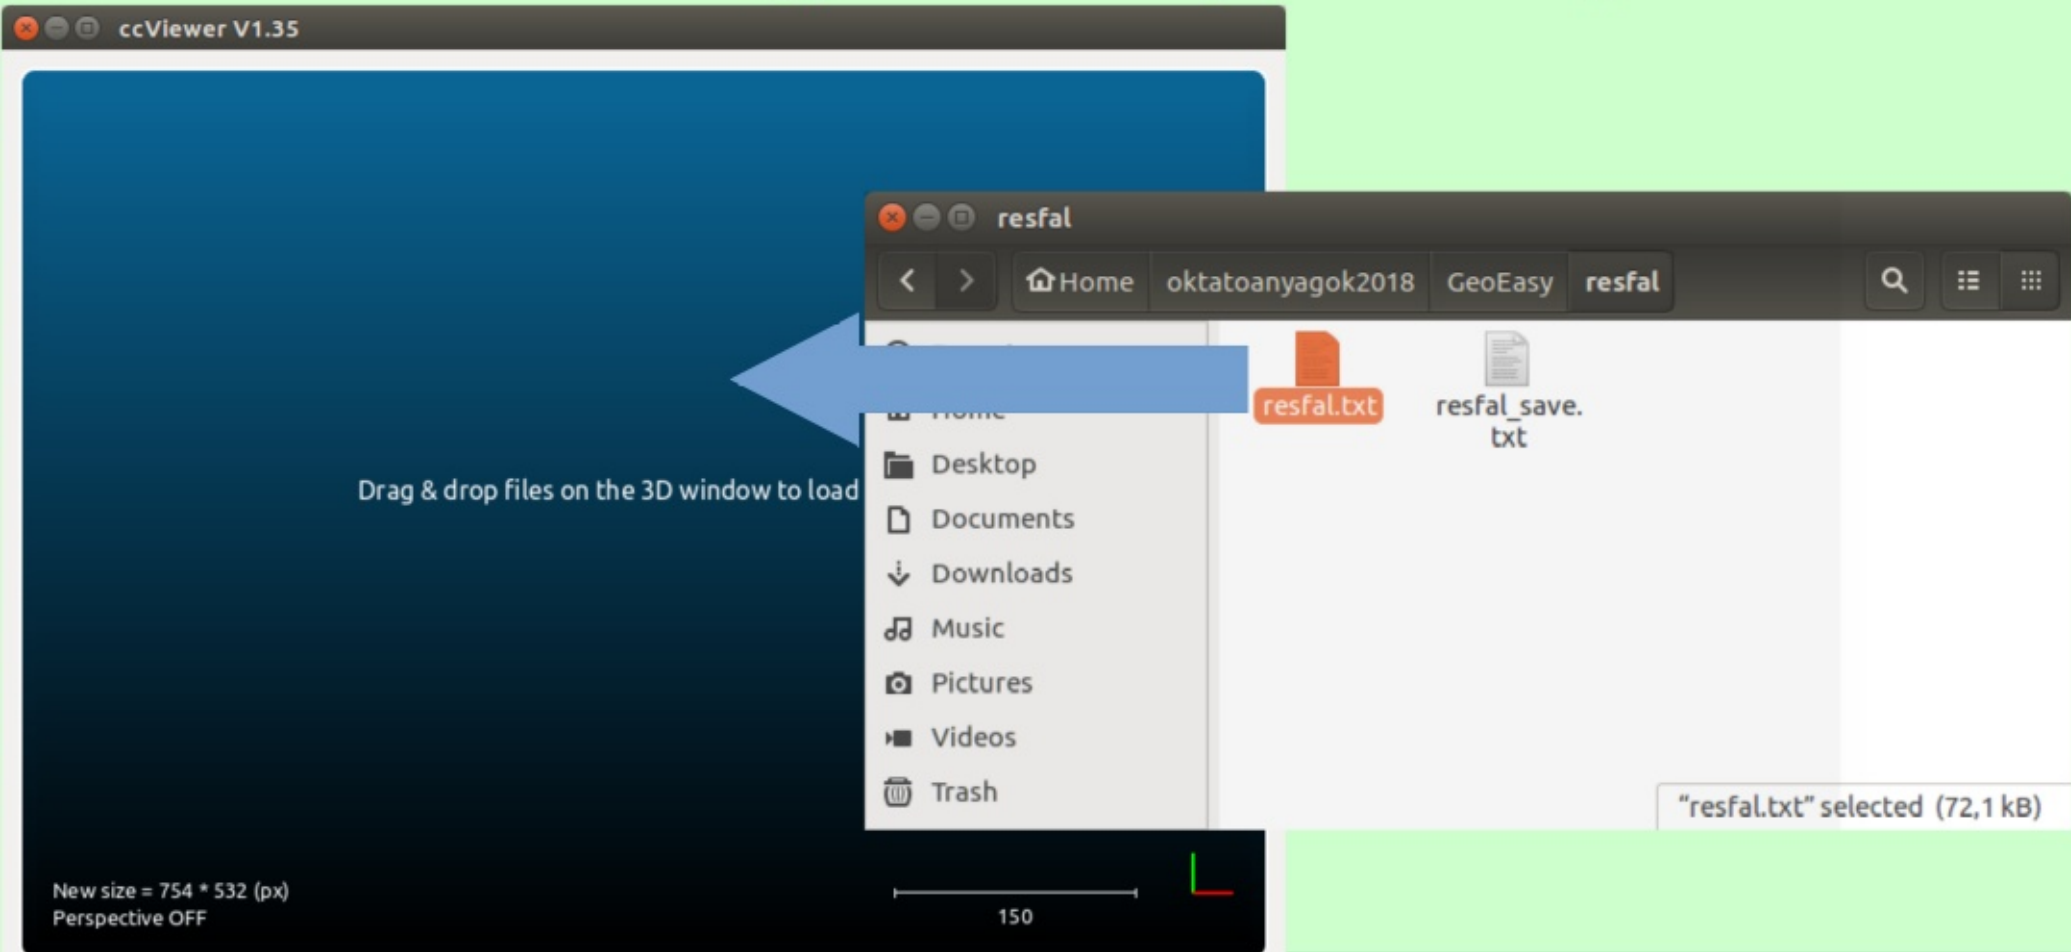 ccViewer V1.35
Drag & drop files on the 3D window to load
New size = 754 * 532 (px)
Perspective OFF
150
resfal
Home oktatoanyagok2018 GeoEasy resfal
Desktop
Documents
Downloads
Music
Pictures
Videos
Trash
resfal.txt
resfal_save.
txt
"resfal.txt" selected (72,1 kB)